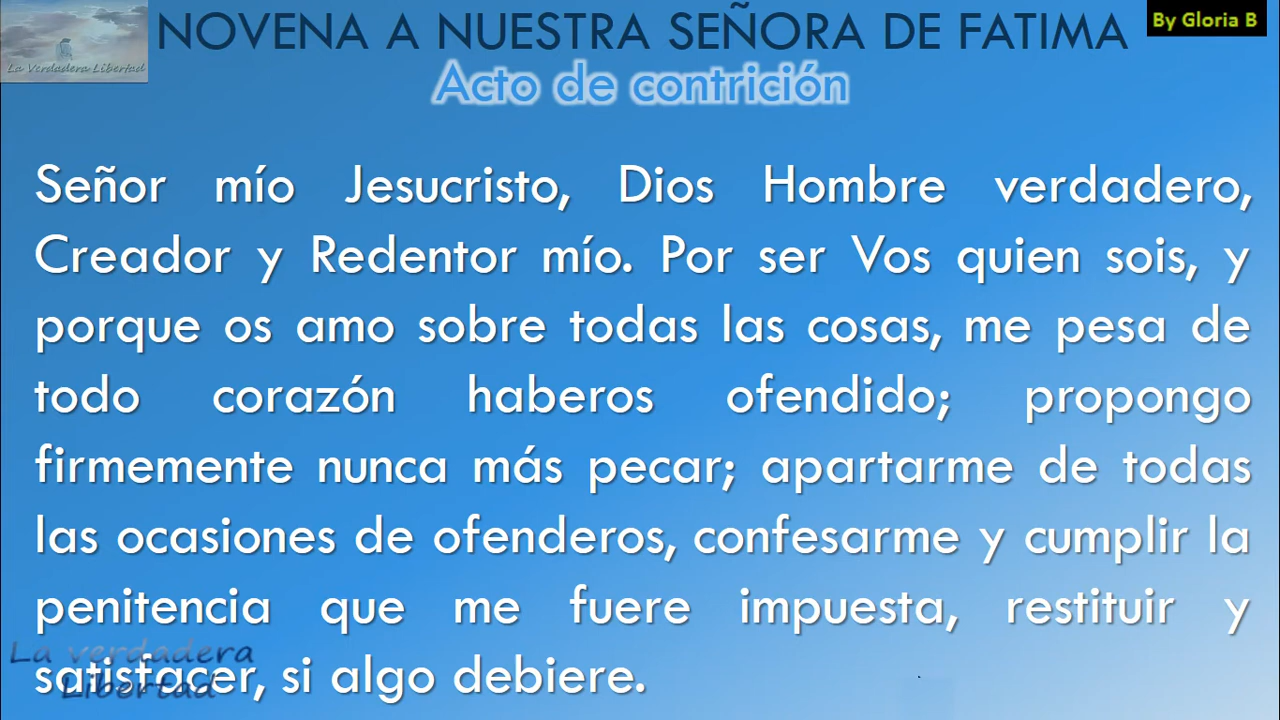 NOVENA A NUESTRA SEÑORA DE FATIMA
By Gloria B
La Verdadera Libertad
Acto de contrición
Señor mío Jesucristo, Dios Hombre verdadero,
Creador y Redentor mío. Por ser Vos quien sois, y
porque os amo sobre todas las cosas, me pesa de
todo corazón haberos ofendido; propongo
firmemente nunca más pecar; apartarme de todas
las ocasiones de ofenderos, confesarme y cumplir la
penitencia que me fuere impuesta, restituir y
satisfacer, si algo debiere.
La verdadera
Libertad